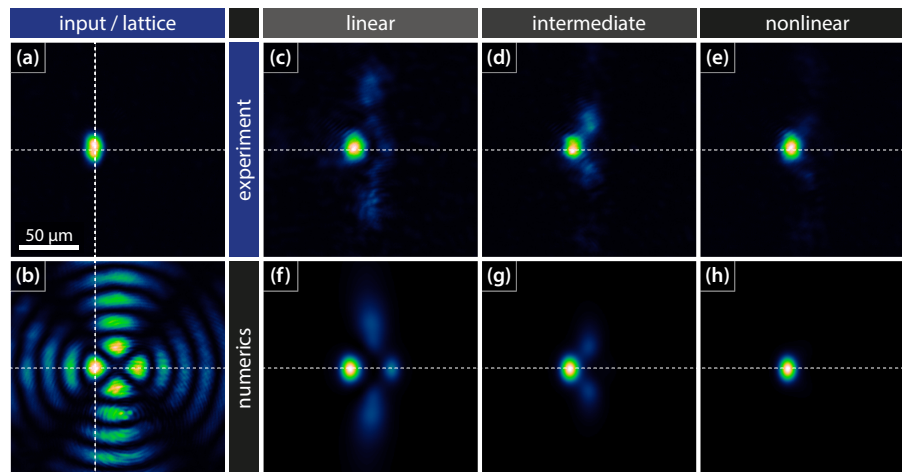 input / lattice
linear
intermediate
nonlinear
(a)
(c)
(d)
(e)
experiment
50 µm
(b)
(f)
(g)
(h)
numerics